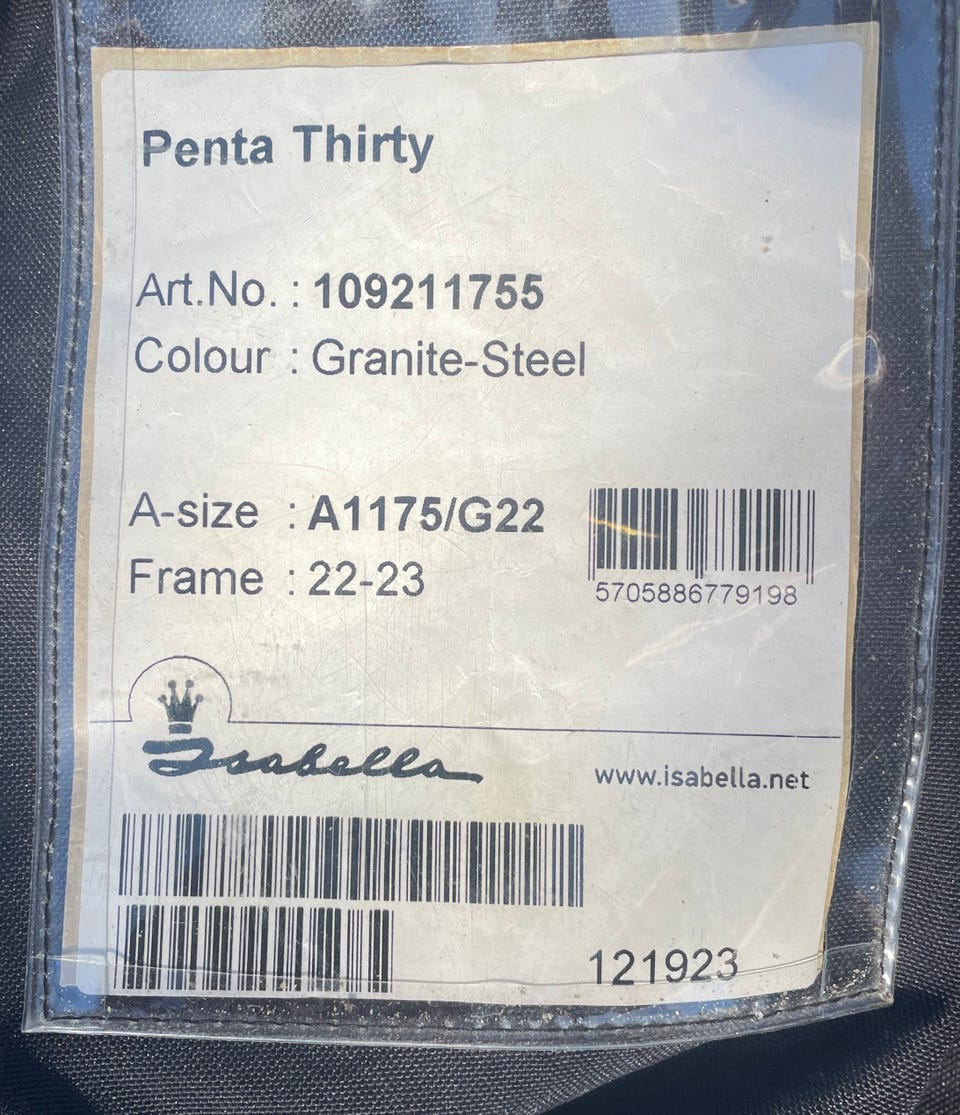 Penta Thirty
Art.No. : 109211755
Colour : Granite-Steel
A-size : A1175/G22
Frame : 22-23
5705886779198
Isabella
www.isabella.net
121923